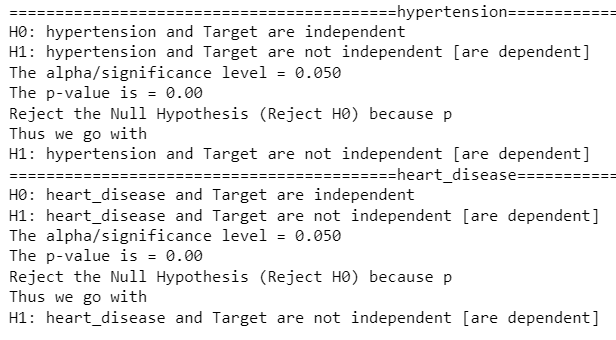 ==========================================hypertension============
H0: hypertension and Target are independent
H1: hypertension and Target are not independent [are dependent]
The alpha/significance level = 0.050
The p-value is = 0.00
Reject the Null Hypothesis (Reject H0) because p
Thus we go with
H1: hypertension and Target are not independent [are dependent]
==========================================heart_disease===========
H0: heart_disease and Target are independent
H1: heart_disease and Target are not independent [are dependent]
The alpha/significance level = 0.050
The p-value is = 0.00
Reject the Null Hypothesis (Reject H0) because p
Thus we go with
H1: heart_disease and Target are not independent [are dependent]